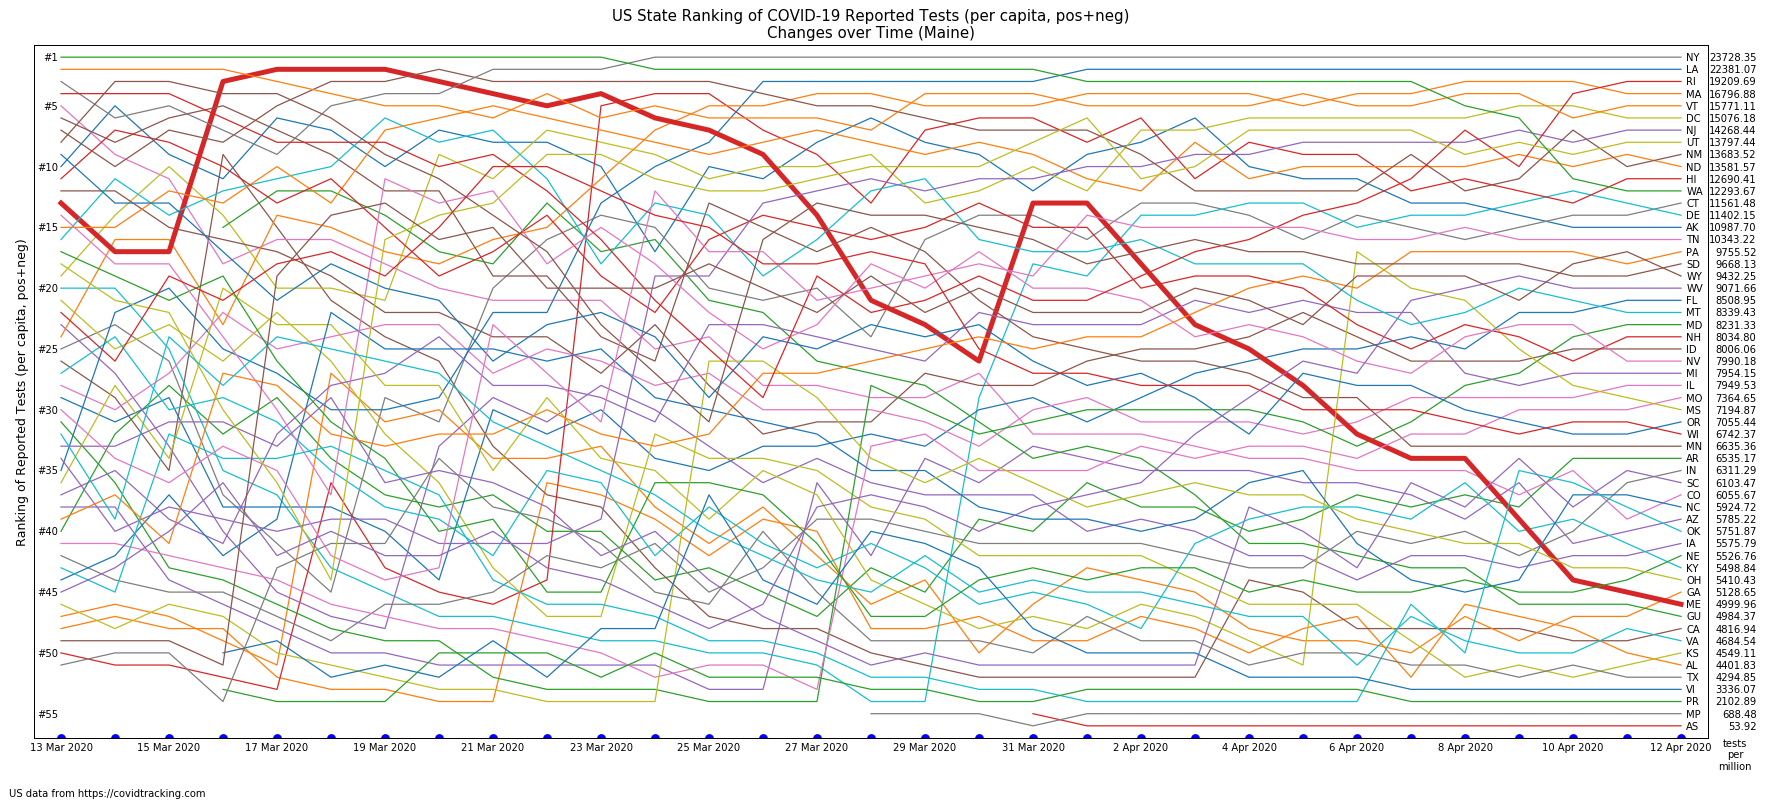 US State Ranking of COVID-19 Reported Tests (per capita, pos+neg)
Changes over Time (Maine)
Ranking of Reported Tests (per capita, pos+neg)
#1
#5
#10
#15
#20
#25
#30
#35
#40
#45
#50
#55
NY 23728.35
LA 22381.07
RI 19209.69
MA 16796.88
VT 15771.11
DC 15076.18
NJ 14268.44
UT 13797.44
NM 13683.52
ND 13581.57
HI 12690.41
WA 12293.67
CT 11561.48
DE 11402.15
AK 10987.70
TN 10343.22
PA 9755.52
SD 9668.13
WY 9432.25
WV 9071.66
FL 8508.95
MT 8339.43
MD 8231.33
NH 8034.80
ID 8006.06
NV 7990.18
MI 7954.15
IL 7949.53
MO 7364.65
MS 7194.87
OR 7055.44
WI 6742.37
MN 6635.36
AR 6535.17
IN 6311.29
SC 6103.47
CO 6055.67
NC 5924.72
AZ 5785.22
OK 5751.87
IA 5575.79
NE 5526.76
KY 5498.84
OH 5410.43
GA 5128.65
ME 4999.96
GU 4984.37
CA 4816.94
VA 4684.54
KS 4549.11
AL 4401.83
TX 4294.85
VI 3336.07
PR 2102.89
MP 688.48
AS 53.92
13 Mar 2020 15 Mar 2020 17 Mar 2020 19 Mar 2020 21 Mar 2020 23 Mar 2020 25 Mar 2020 27 Mar 2020 29 Mar 2020 31 Mar 2020 2 Apr 2020 4 Apr 2020 6 Apr 2020 8 Apr 2020 10 Apr 2020 12 Apr 2020
tests
per
million
US data from https://covidtracking.com